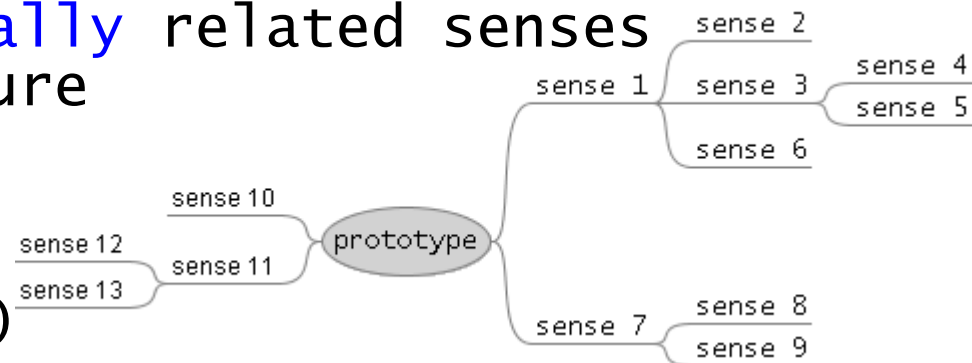 ally related senses
ure
sense 2
sense 1
sense 3
sense 4
sense 5
sense 6
sense 10
prototype
sense 12
sense 11
sense 13
)
sense 7
sense 8
sense 9